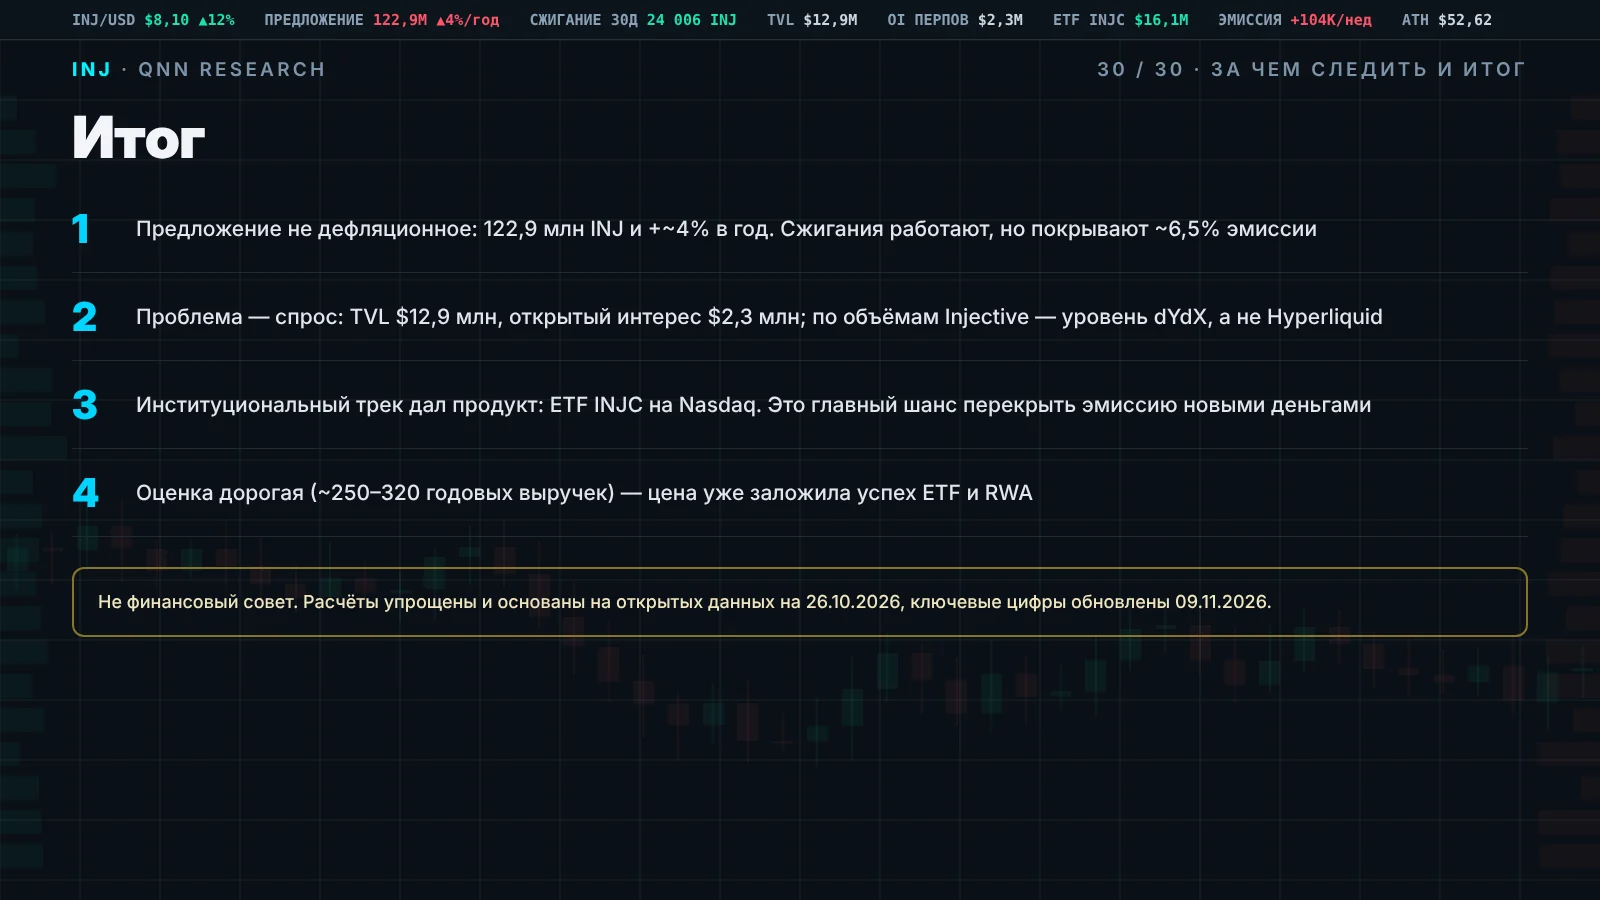 INJ/USD $8,10 ▲12% ПРЕДЛОЖЕНИЕ 122,9M ▲4%/год СЖИГАНИЕ 30Д 24 006 INJ TVL $12,9M OI ПЕРПОВ $2,3M ETF INJC $16,1M ЭМИССИЯ +104K/нед ATH $52,62
INJ · QNN RESEARCH
30 / 30 · ЗА ЧЕМ СЛЕДИТЬ И ИТОГ
Итог
1 Предложение не дефляционное: 122,9 млн INJ и +~4% в год. Сжигания работают, но покрывают ~6,5% эмиссии
2 Проблема — спрос: TVL $12,9 млн, открытый интерес $2,3 млн; по объёмам Injective — уровень dYdX, а не Hyperliquid
3 Институциональный трек дал продукт: ETF INJC на Nasdaq. Это главный шанс перекрыть эмиссию новыми деньгами
4 Оценка дорогая (~250–320 годовых выручек) — цена уже заложила успех ETF и RWA
Не финансовый совет. Расчёты упрощены и основаны на открытых данных на 26.10.2026, ключевые цифры обновлены 09.11.2026.